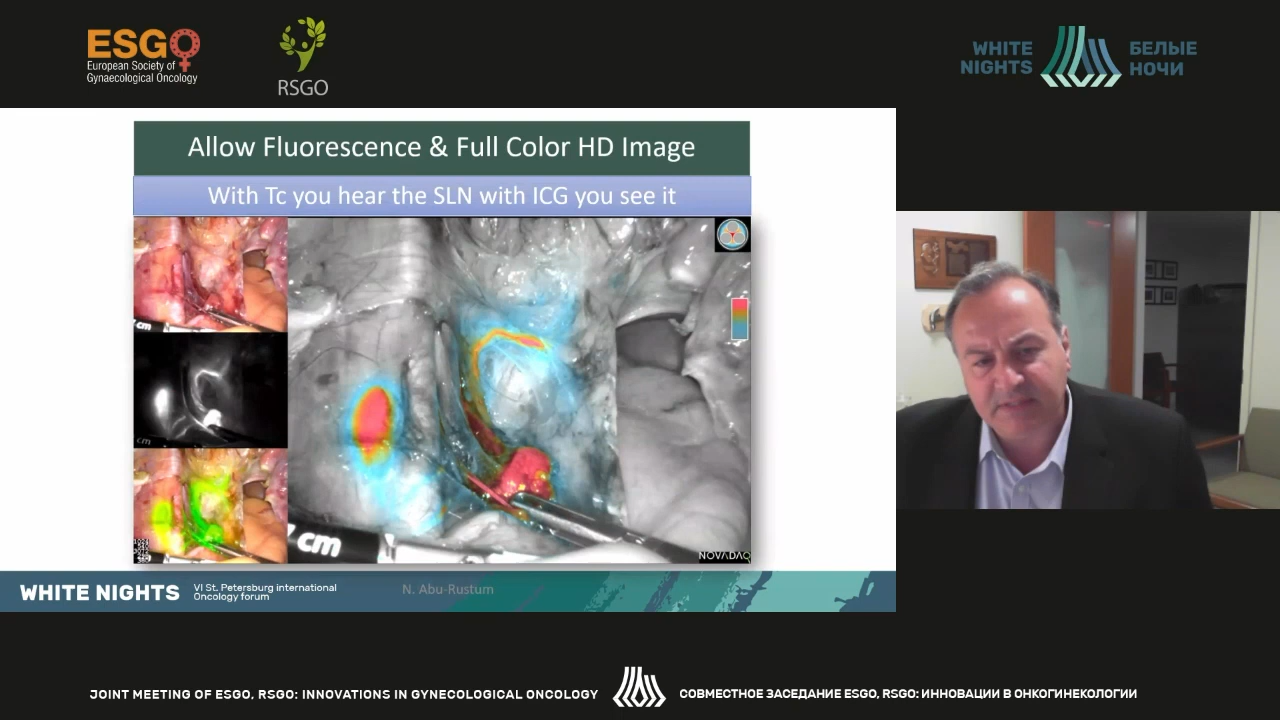 ESGO
European Society of
Gynaecological Oncology
RSGO
WHITE
NIGHTS
БЕЛЫЕ
НОЧИ
Allow Fluorescence & Full Color HD Image
With Tc you hear the SLN with ICG you see it
cm
cm
cm
NOVADAQ
WHITE NIGHTS
VI St. Petersburg international
Oncology forum
N. Abu-Rustum
JOINT MEETING OF ESGO, RSGO: INNOVATIONS IN GYNECOLOGICAL ONCOLOGY
СОВМЕСТНОЕ ЗАСЕДАНИЕ ESGO, RSGO: ИННОВАЦИИ В ОНКОГИНЕКОЛОГИИ